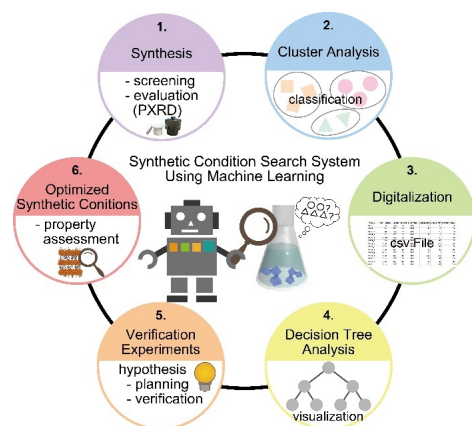 1.
Synthesis
- screening
- evaluation
(PXRD)
2.
Cluster Analysis
classification
3.
Digitalization
csv File
4.
Decision Tree
Analysis
visualization
5.
Verification
Experiments
hypothesis
- planning
- verification
6.
Optimized
Synthetic Conitions
- property
assessment
Synthetic Condition Search System
Using Machine Learning